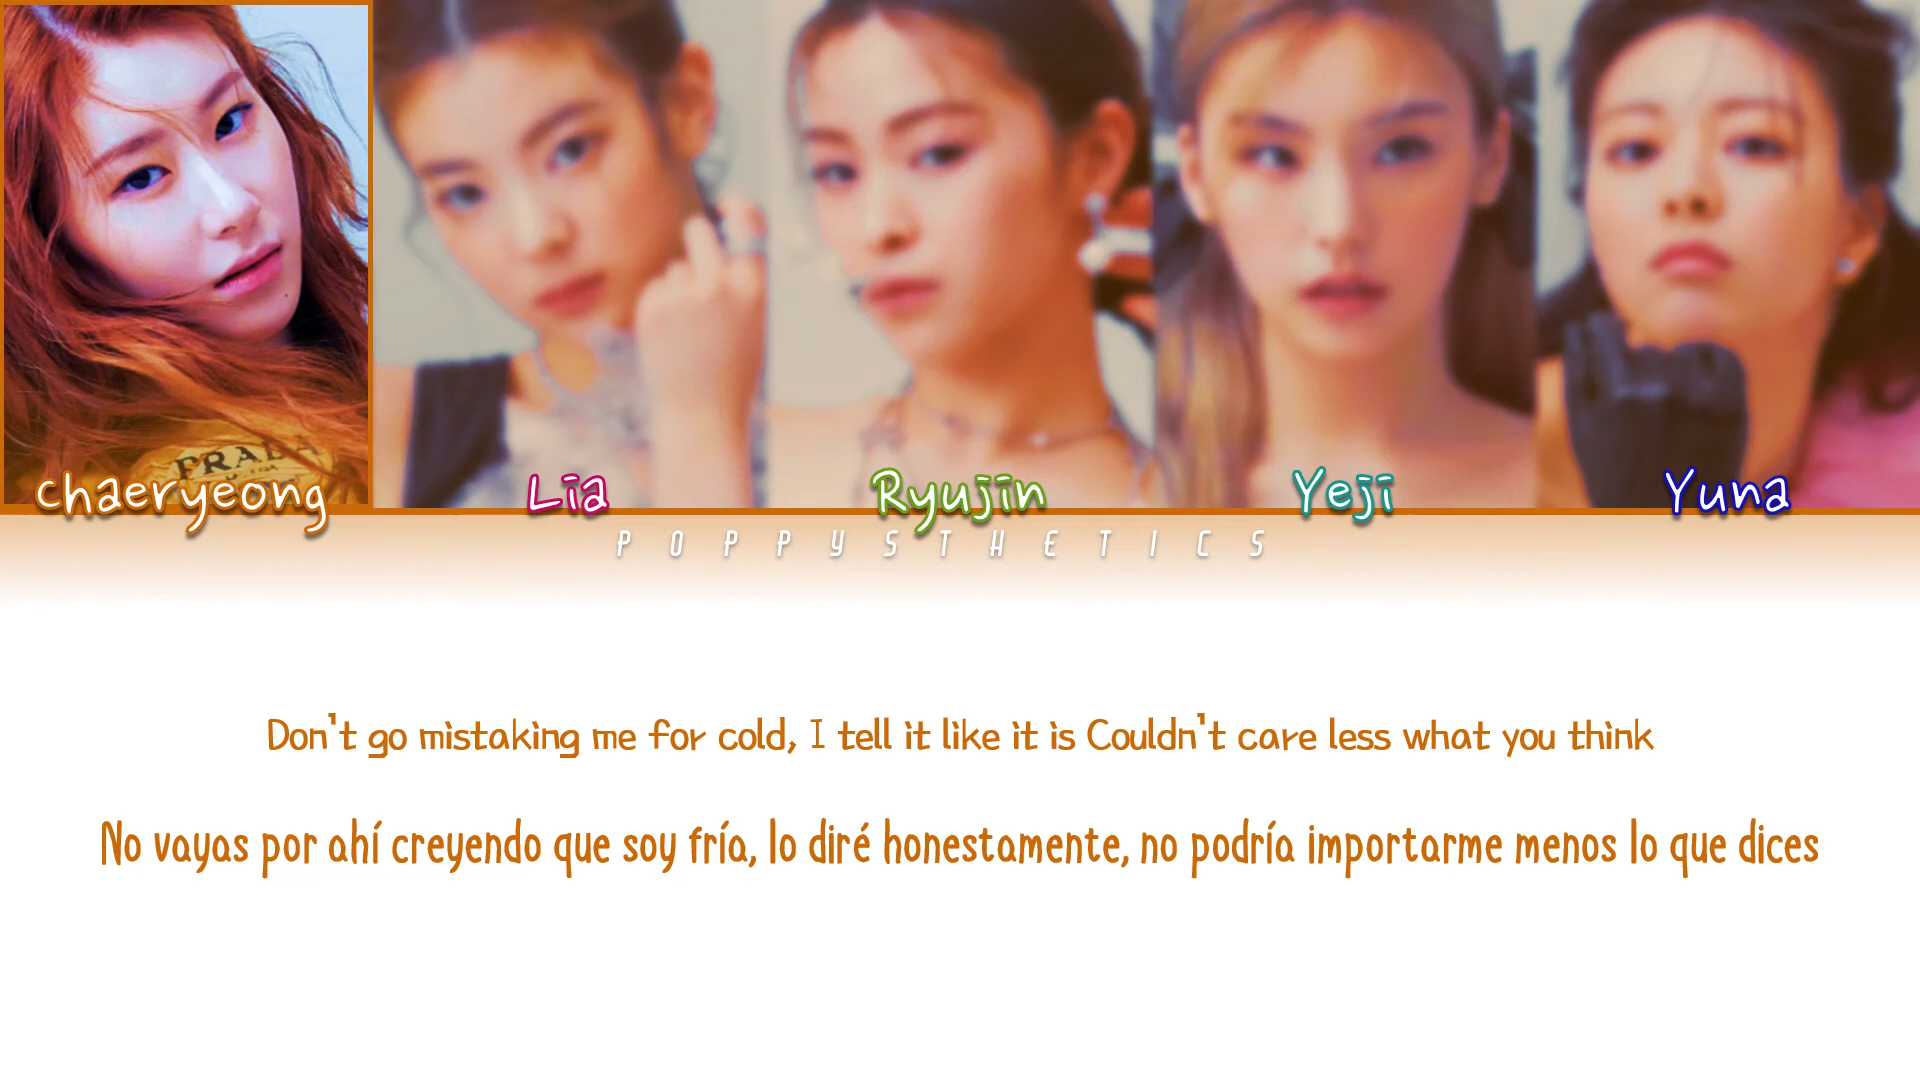 PRADA
Chaeryeong Lia Ryujin Yeji Yuna
POPPYSTHETICS
Don't go mistaking me for cold, I tell it like it is Couldn't care less what you think
No vayas por ahí creyendo que soy fría, lo diré honestamente, no podría importarme menos lo que dices